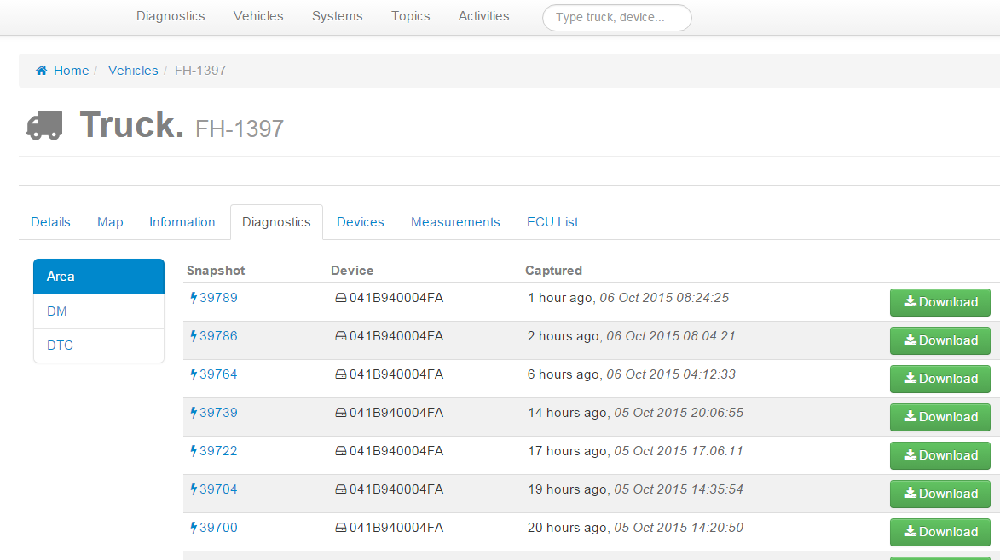 Diagnostics Vehicles Systems Topics Activities Type truck, device...
Home / Vehicles / FH-1397
Truck. FH-1397
Details Map Information Diagnostics Devices Measurements ECU List
Area
DM
DTC
Snapshot Device Captured
39789 041B940004FA 1 hour ago, 06 Oct 2015 08:24:25 Download
39786 041B940004FA 2 hours ago, 06 Oct 2015 08:04:21 Download
39764 041B940004FA 6 hours ago, 06 Oct 2015 04:12:33 Download
39739 041B940004FA 14 hours ago, 05 Oct 2015 20:06:55 Download
39722 041B940004FA 17 hours ago, 05 Oct 2015 17:06:11 Download
39704 041B940004FA 19 hours ago, 05 Oct 2015 14:35:54 Download
39700 041B940004FA 20 hours ago, 05 Oct 2015 14:20:50 Download